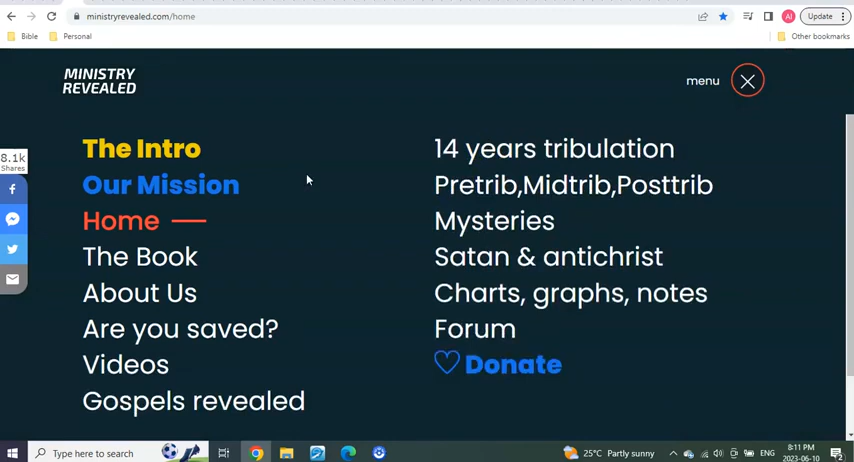 ministryrevealed.com/home
AI
Update
Bible
Personal
Other bookmarks
MINISTRY
REVEALED
menu
8.1k
Shares
The Intro
Our Mission
Home
The Book
About Us
Are you saved?
Videos
Gospels revealed
14 years tribulation
Pretrib,Midtrib,Posttrib
Mysteries
Satan & antichrist
Charts, graphs, notes
Forum
Donate
Type here to search
25°C Partly sunny
ENG
8:11 PM
2023-06-10
2